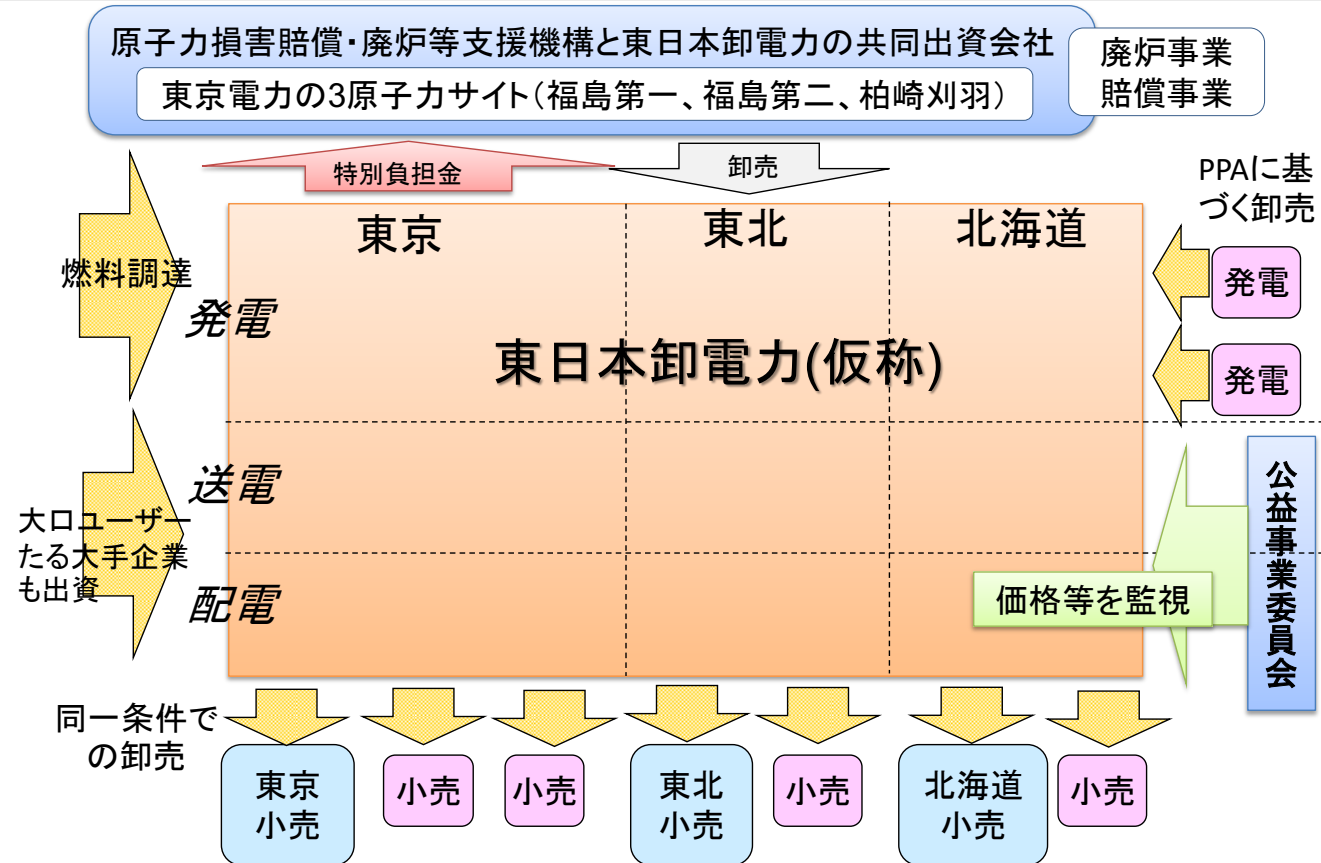 原子力損害賠償・廃炉等支援機構と東日本卸電力の共同出資会社
東京電力の3原子力サイト(福島第一、福島第二、柏崎刈羽)
廃炉事業
賠償事業
特別負担金
卸売
PPAに基
づく卸売
東京
東北
北海道
燃料調達
発電
発電
発電
東日本卸電力(仮称)
送電
大口ユーザー
たる大手企業
も出資
配電
価格等を監視
公益事業委員会
同一条件で
の卸売
東京
小売
小売
小売
東北
小売
小売
北海道
小売
小売